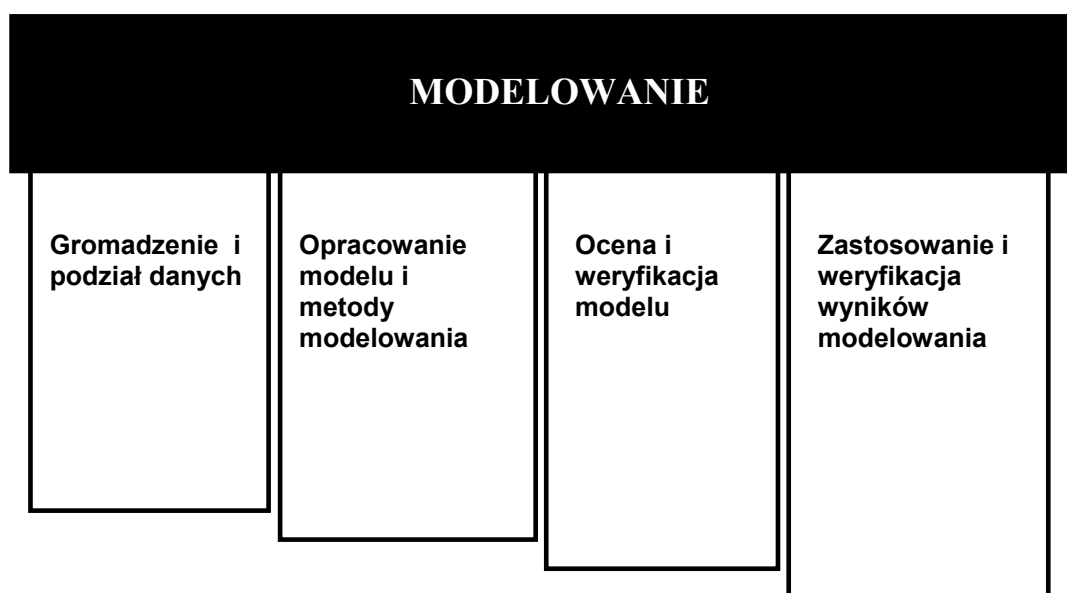 MODELOWANIE
Gromadzenie i
podział danych
Opracowanie
modelu i
metody
modelowania
Ocena i
weryfikacja
modelu
Zastosowanie i
weryfikacja
wyników
modelowania